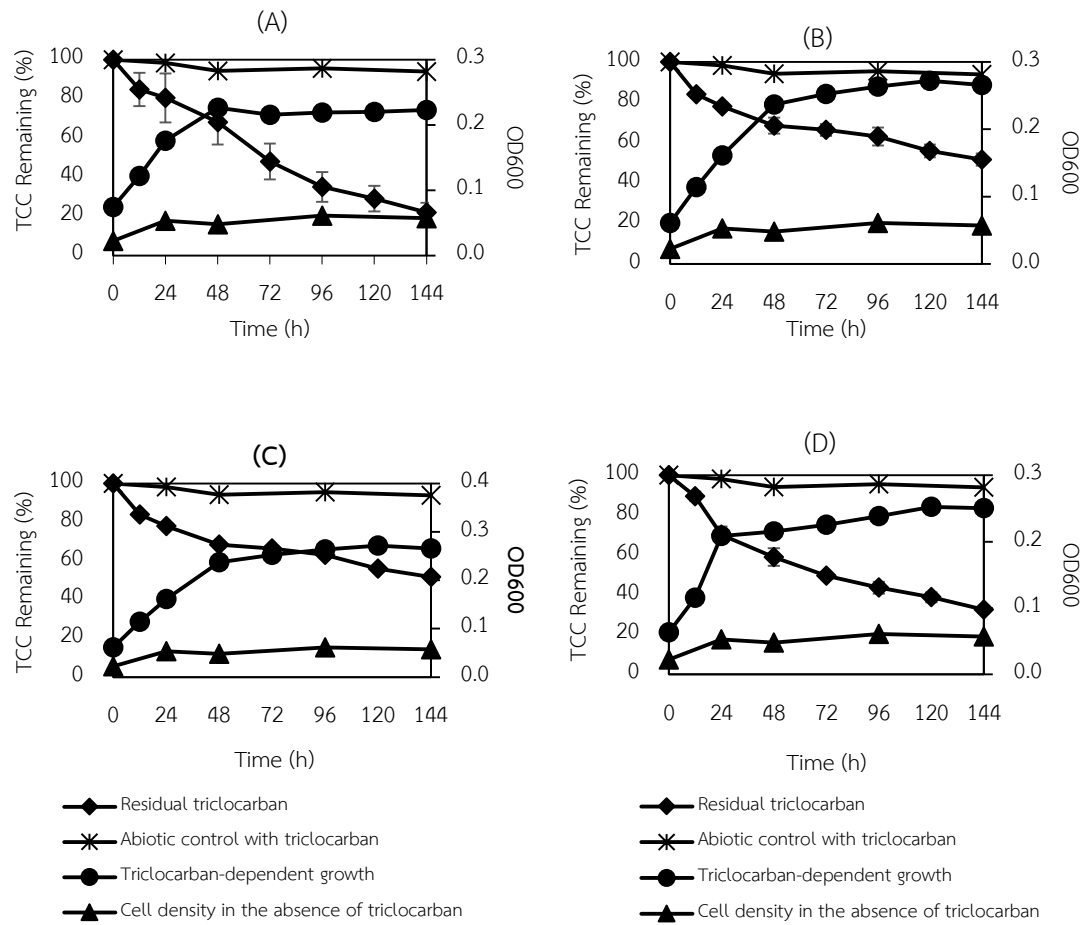 (A)
TCC Remaining (%)
100
80
60
40
20
0
0.3
0.2
0.1
0.0
OD600
0 24 48 72 96 120 144
Time (h)
(B)
TCC Remaining (%)
100
80
60
40
20
0
0.3
0.2
0.1
0.0
OD600
0 24 48 72 96 120 144
Time (h)
(C)
TCC Remaining (%)
100
80
60
40
20
0
0.4
0.3
0.2
0.1
0.0
OD600
0 24 48 72 96 120 144
Time (h)
(D)
TCC Remaining (%)
100
80
60
40
20
0
0.3
0.2
0.1
0.0
OD600
0 24 48 72 96 120 144
Time (h)
Residual triclocarban
Abiotic control with triclocarban
Triclocarban-dependent growth
Cell density in the absence of triclocarban
Residual triclocarban
Abiotic control with triclocarban
Triclocarban-dependent growth
Cell density in the absence of triclocarban